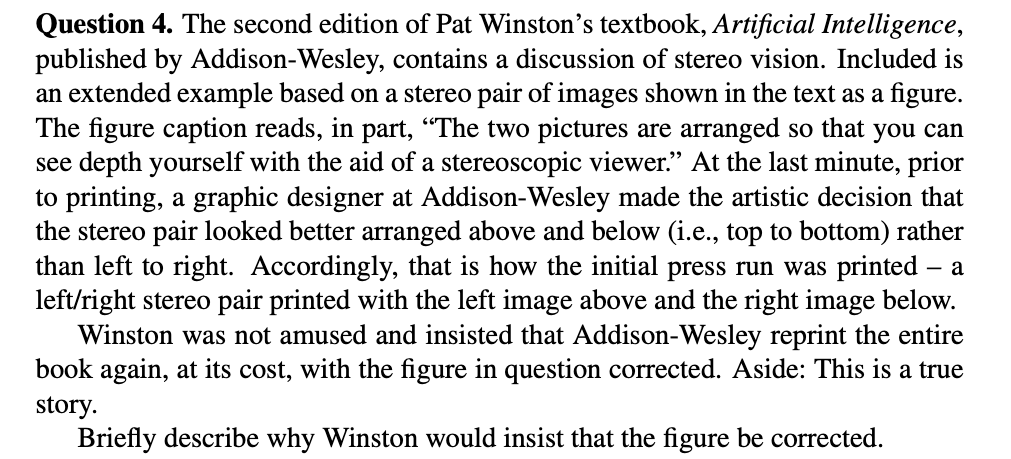 Question 4. The second edition of Pat Winston’s textbook, Artificial Intelligence,
published by Addison-Wesley, contains a discussion of stereo vision. Included is
an extended example based on a stereo pair of images shown in the text as a figure.
The figure caption reads, in part, “The two pictures are arranged so that you can
see depth yourself with the aid of a stereoscopic viewer.” At the last minute, prior
to printing, a graphic designer at Addison-Wesley made the artistic decision that
the stereo pair looked better arranged above and below (i.e., top to bottom) rather
than left to right. Accordingly, that is how the initial press run was printed – a
left/right stereo pair printed with the left image above and the right image below.
Winston was not amused and insisted that Addison-Wesley reprint the entire
book again, at its cost, with the figure in question corrected. Aside: This is a true
story.
Briefly describe why Winston would insist that the figure be corrected.